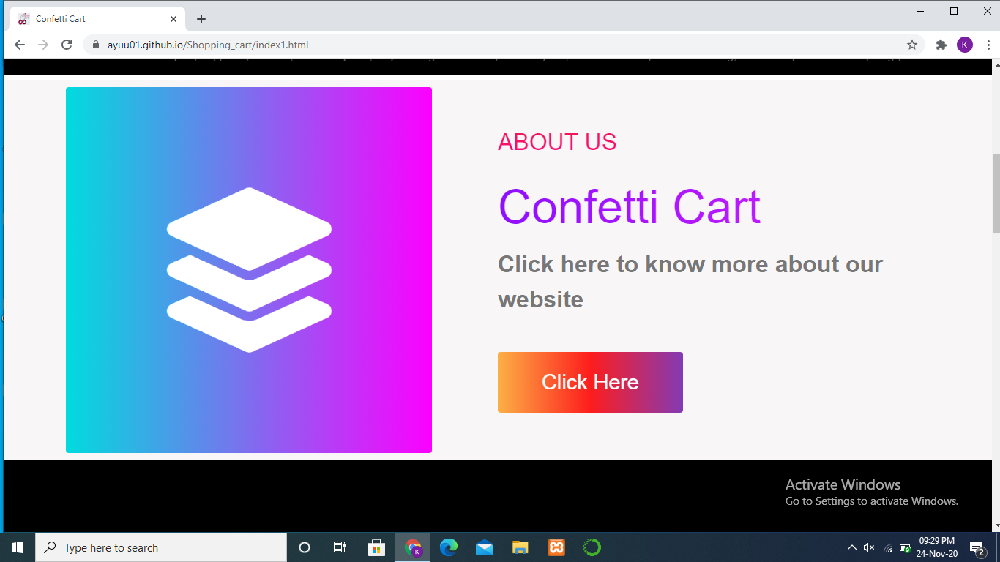 Confetti Cart
ayuu01.github.io/Shopping_cart/index1.html
K
ABOUT US
Confetti Cart
Click here to know more about our
website
Click Here
Activate Windows
Go to Settings to activate Windows.
Type here to search
K
09:29 PM
24-Nov-20
2